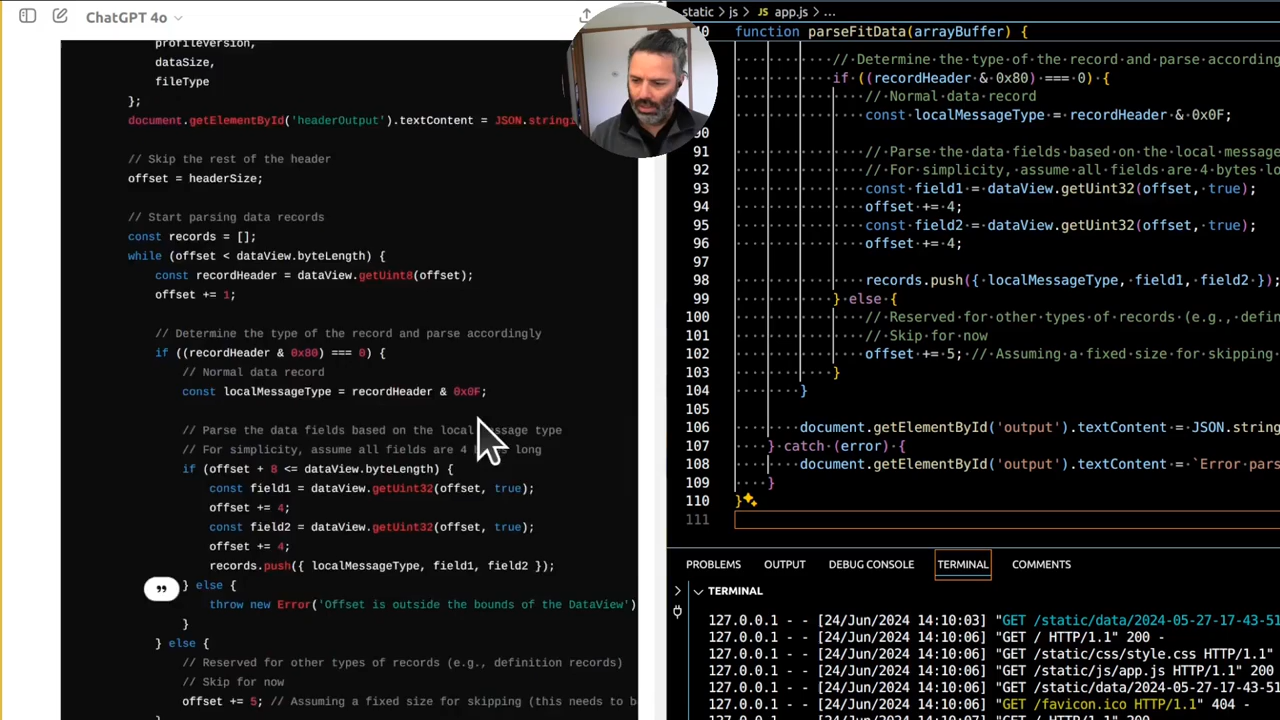 ChatGPT 4o
profileVersion,
dataSize,
fileType
};
document.getElementById('headerOutput').textContent = JSON.stringi
// Skip the rest of the header
offset = headerSize;
// Start parsing data records
const records = [];
while (offset < dataView.byteLength) {
const recordHeader = dataView.getUint8(offset);
offset += 1;
// Determine the type of the record and parse accordingly
if ((recordHeader & 0x80) === 0) {
// Normal data record
const localMessageType = recordHeader & 0x0F;
// Parse the data fields based on the local message type
// For simplicity, assume all fields are 4 long
if (offset + 8 <= dataView.byteLength) {
const field1 = dataView.getUint32(offset, true);
offset += 4;
const field2 = dataView.getUint32(offset, true);
offset += 4;
records.push({ localMessageType, field1, field2 });
} else {
throw new Error('Offset is outside the bounds of the DataView')
}
} else {
// Reserved for other types of records (e.g., definition records)
// Skip for now
offset += 5; // Assuming a fixed size for skipping (this needs to b
static › js › JS app.js › ...
40 function parseFitData(arrayBuffer) {
// Determine the type of the record and parse according
if ((recordHeader & 0x80) === 0) {
// Normal data record
const localMessageType = recordHeader & 0x0F;
90
91 // Parse the data fields based on the local message
92 // For simplicity, assume all fields are 4 bytes lo
93 const field1 = dataView.getUint32(offset, true);
94 offset += 4;
95 const field2 = dataView.getUint32(offset, true);
96 offset += 4;
97
98 records.push({ localMessageType, field1, field2 });
99 } else {
100 // Reserved for other types of records (e.g., definiti
101 // Skip for now
102 offset += 5; // Assuming a fixed size for skipping
103 }
104 }
105
106 document.getElementById('output').textContent = JSON.string
107 } catch (error) {
108 document.getElementById('output').textContent = `Error pars
109 }
110 }
111
PROBLEMS OUTPUT DEBUG CONSOLE TERMINAL COMMENTS
TERMINAL
127.0.0.1 - - [24/Jun/2024 14:10:03] "GET /static/data/2024-05-27-17-43-51
127.0.0.1 - - [24/Jun/2024 14:10:06] "GET / HTTP/1.1" 200 -
127.0.0.1 - - [24/Jun/2024 14:10:06] "GET /static/css/style.css HTTP/1.1"
127.0.0.1 - - [24/Jun/2024 14:10:06] "GET /static/js/app.js HTTP/1.1" 200
127.0.0.1 - - [24/Jun/2024 14:10:06] "GET /static/data/2024-05-27-17-43-51
127.0.0.1 - - [24/Jun/2024 14:10:06] "GET /favicon.ico HTTP/1.1" 404 -